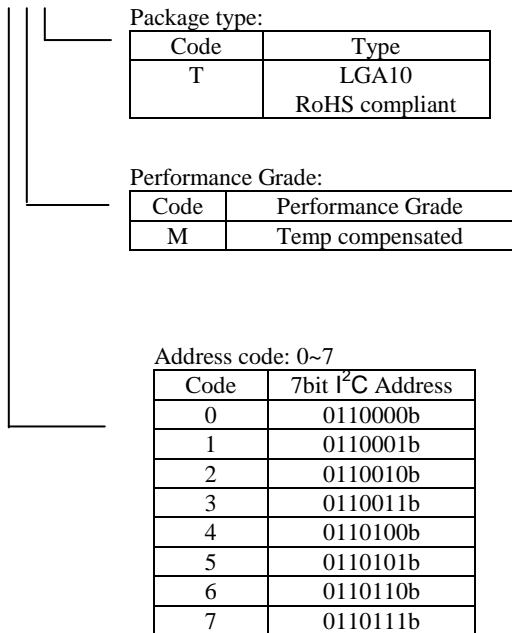 Package type:
Code Type
T LGA10
RoHS compliant
Performance Grade:
Code Performance Grade
M Temp compensated
Address code: 0~7
Code 7bit I²C Address
0 0110000b
1 0110001b
2 0110010b
3 0110011b
4 0110100b
5 0110101b
6 0110110b
7 0110111b